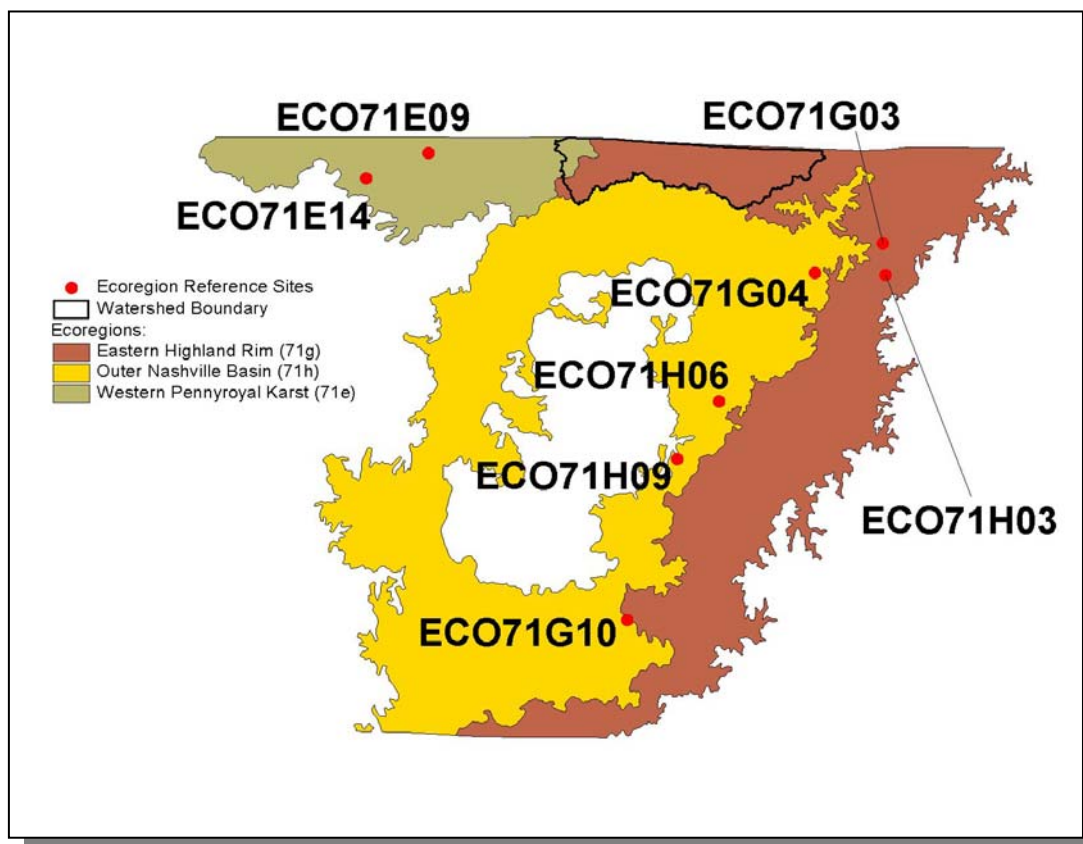 ECO71E09
ECO71G03
ECO71E14
Ecoregion Reference Sites
Watershed Boundary
Ecoregions:
Eastern Highland Rim (71g)
Outer Nashville Basin (71h)
Western Pennyroyal Karst (71e)
ECO71G04
ECO71H06
ECO71H09
ECO71H03
ECO71G10